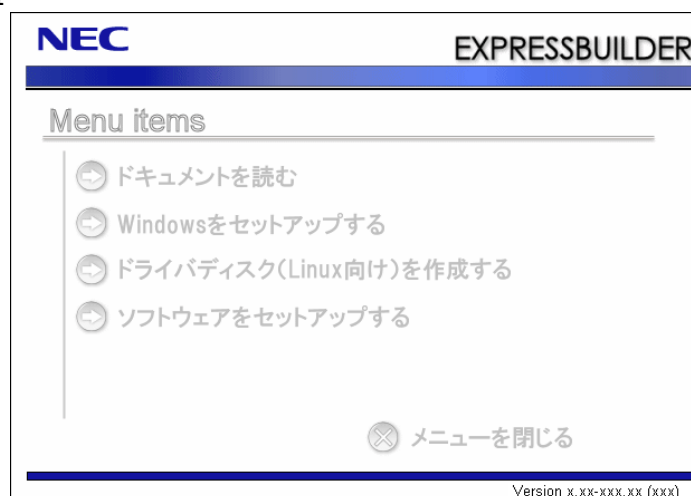 NEC
EXPRESSBUILDER
Menu items
ドキュメントを読む
Windowsをセットアップする
ドライバディスク(Linux向け)を作成する
ソフトウェアをセットアップする
メニューを閉じる
Version x.xx-xxx.xx (xxx)